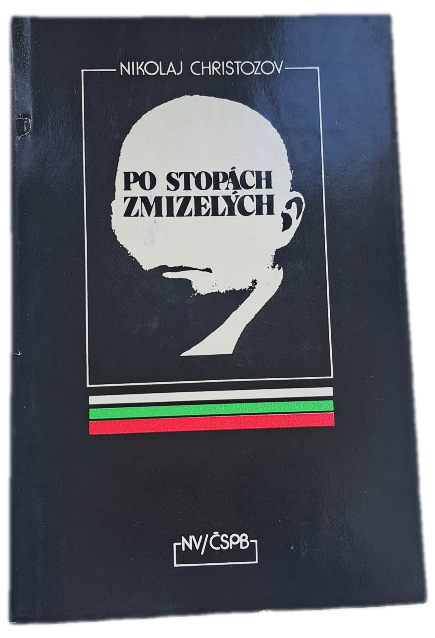 NIKOLAJ CHRISTOZOV
PO STOPÁCH
ZMIZELÝCH
NV/ČSPB